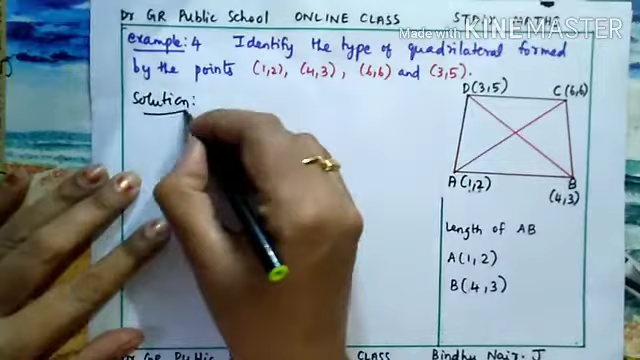 Dr GR Public School ONLINE CLASS STD X MATHS
Made with KINEMASTER
example: 4 Identify the type of quadrilateral formed
by the points (1,2), (4,3), (6,6) and (3,5).
Solution:
D(3,5)
C(6,6)
A(1,2)
B
(4,3)
Length of AB
A(1,2)
B(4,3)
Dr GR Public CLASS Bindhu Nair. J